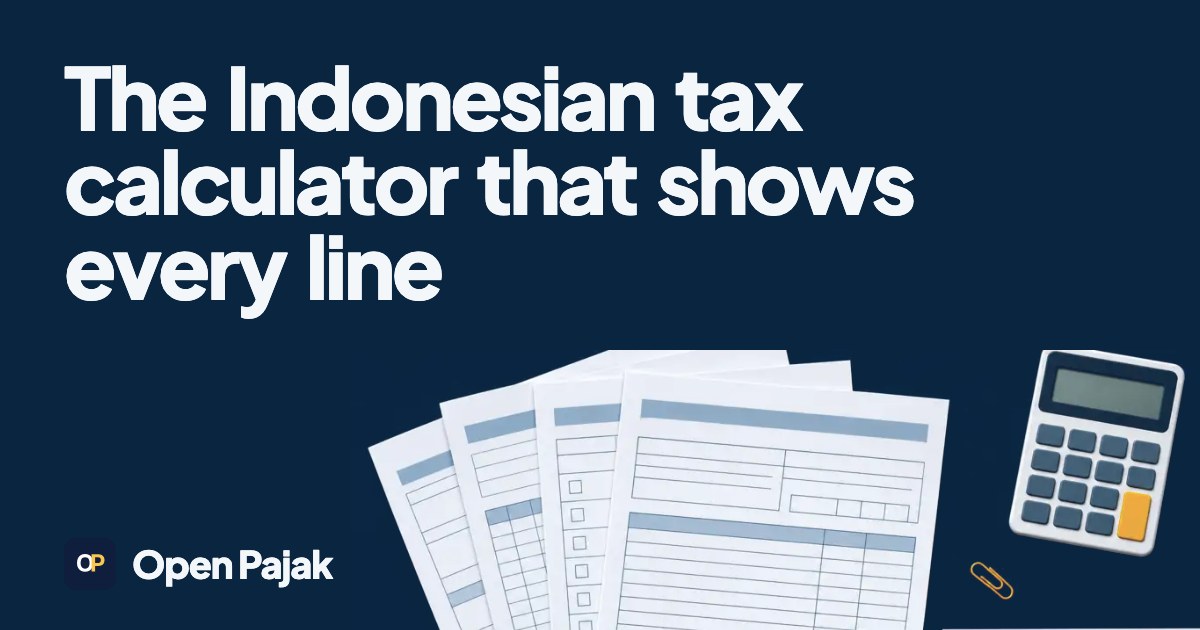 The Indonesian tax
calculator that shows
every line
OP
Open Pajak